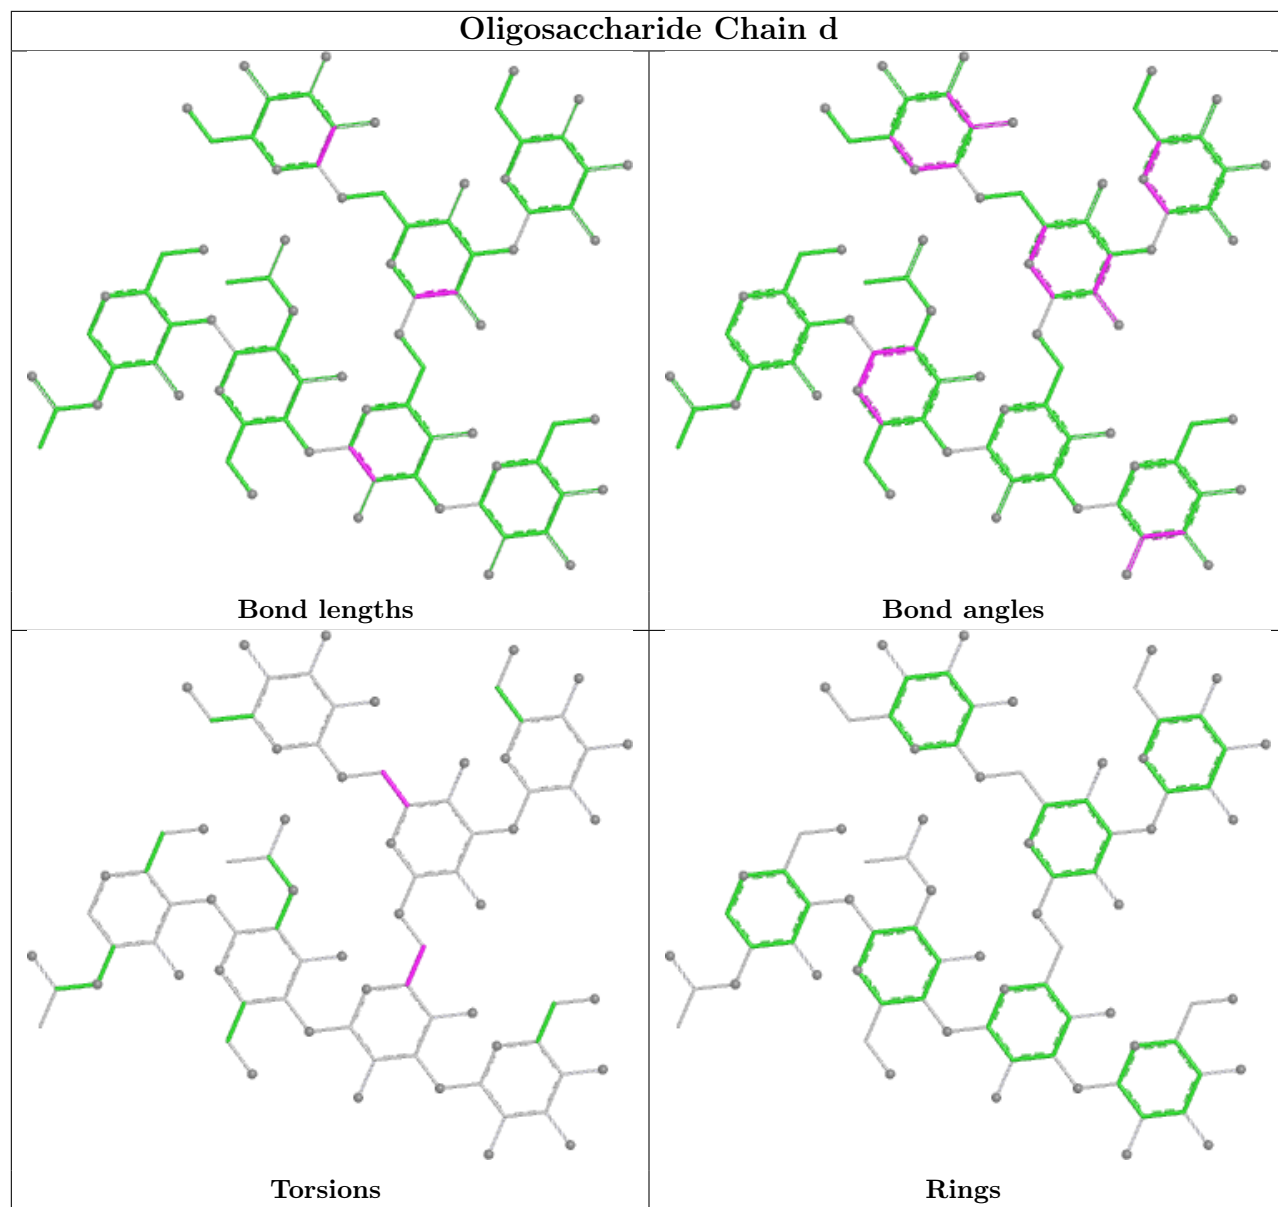 Oligosaccharide Chain d
Bond lengths
Bond angles
Torsions
Rings